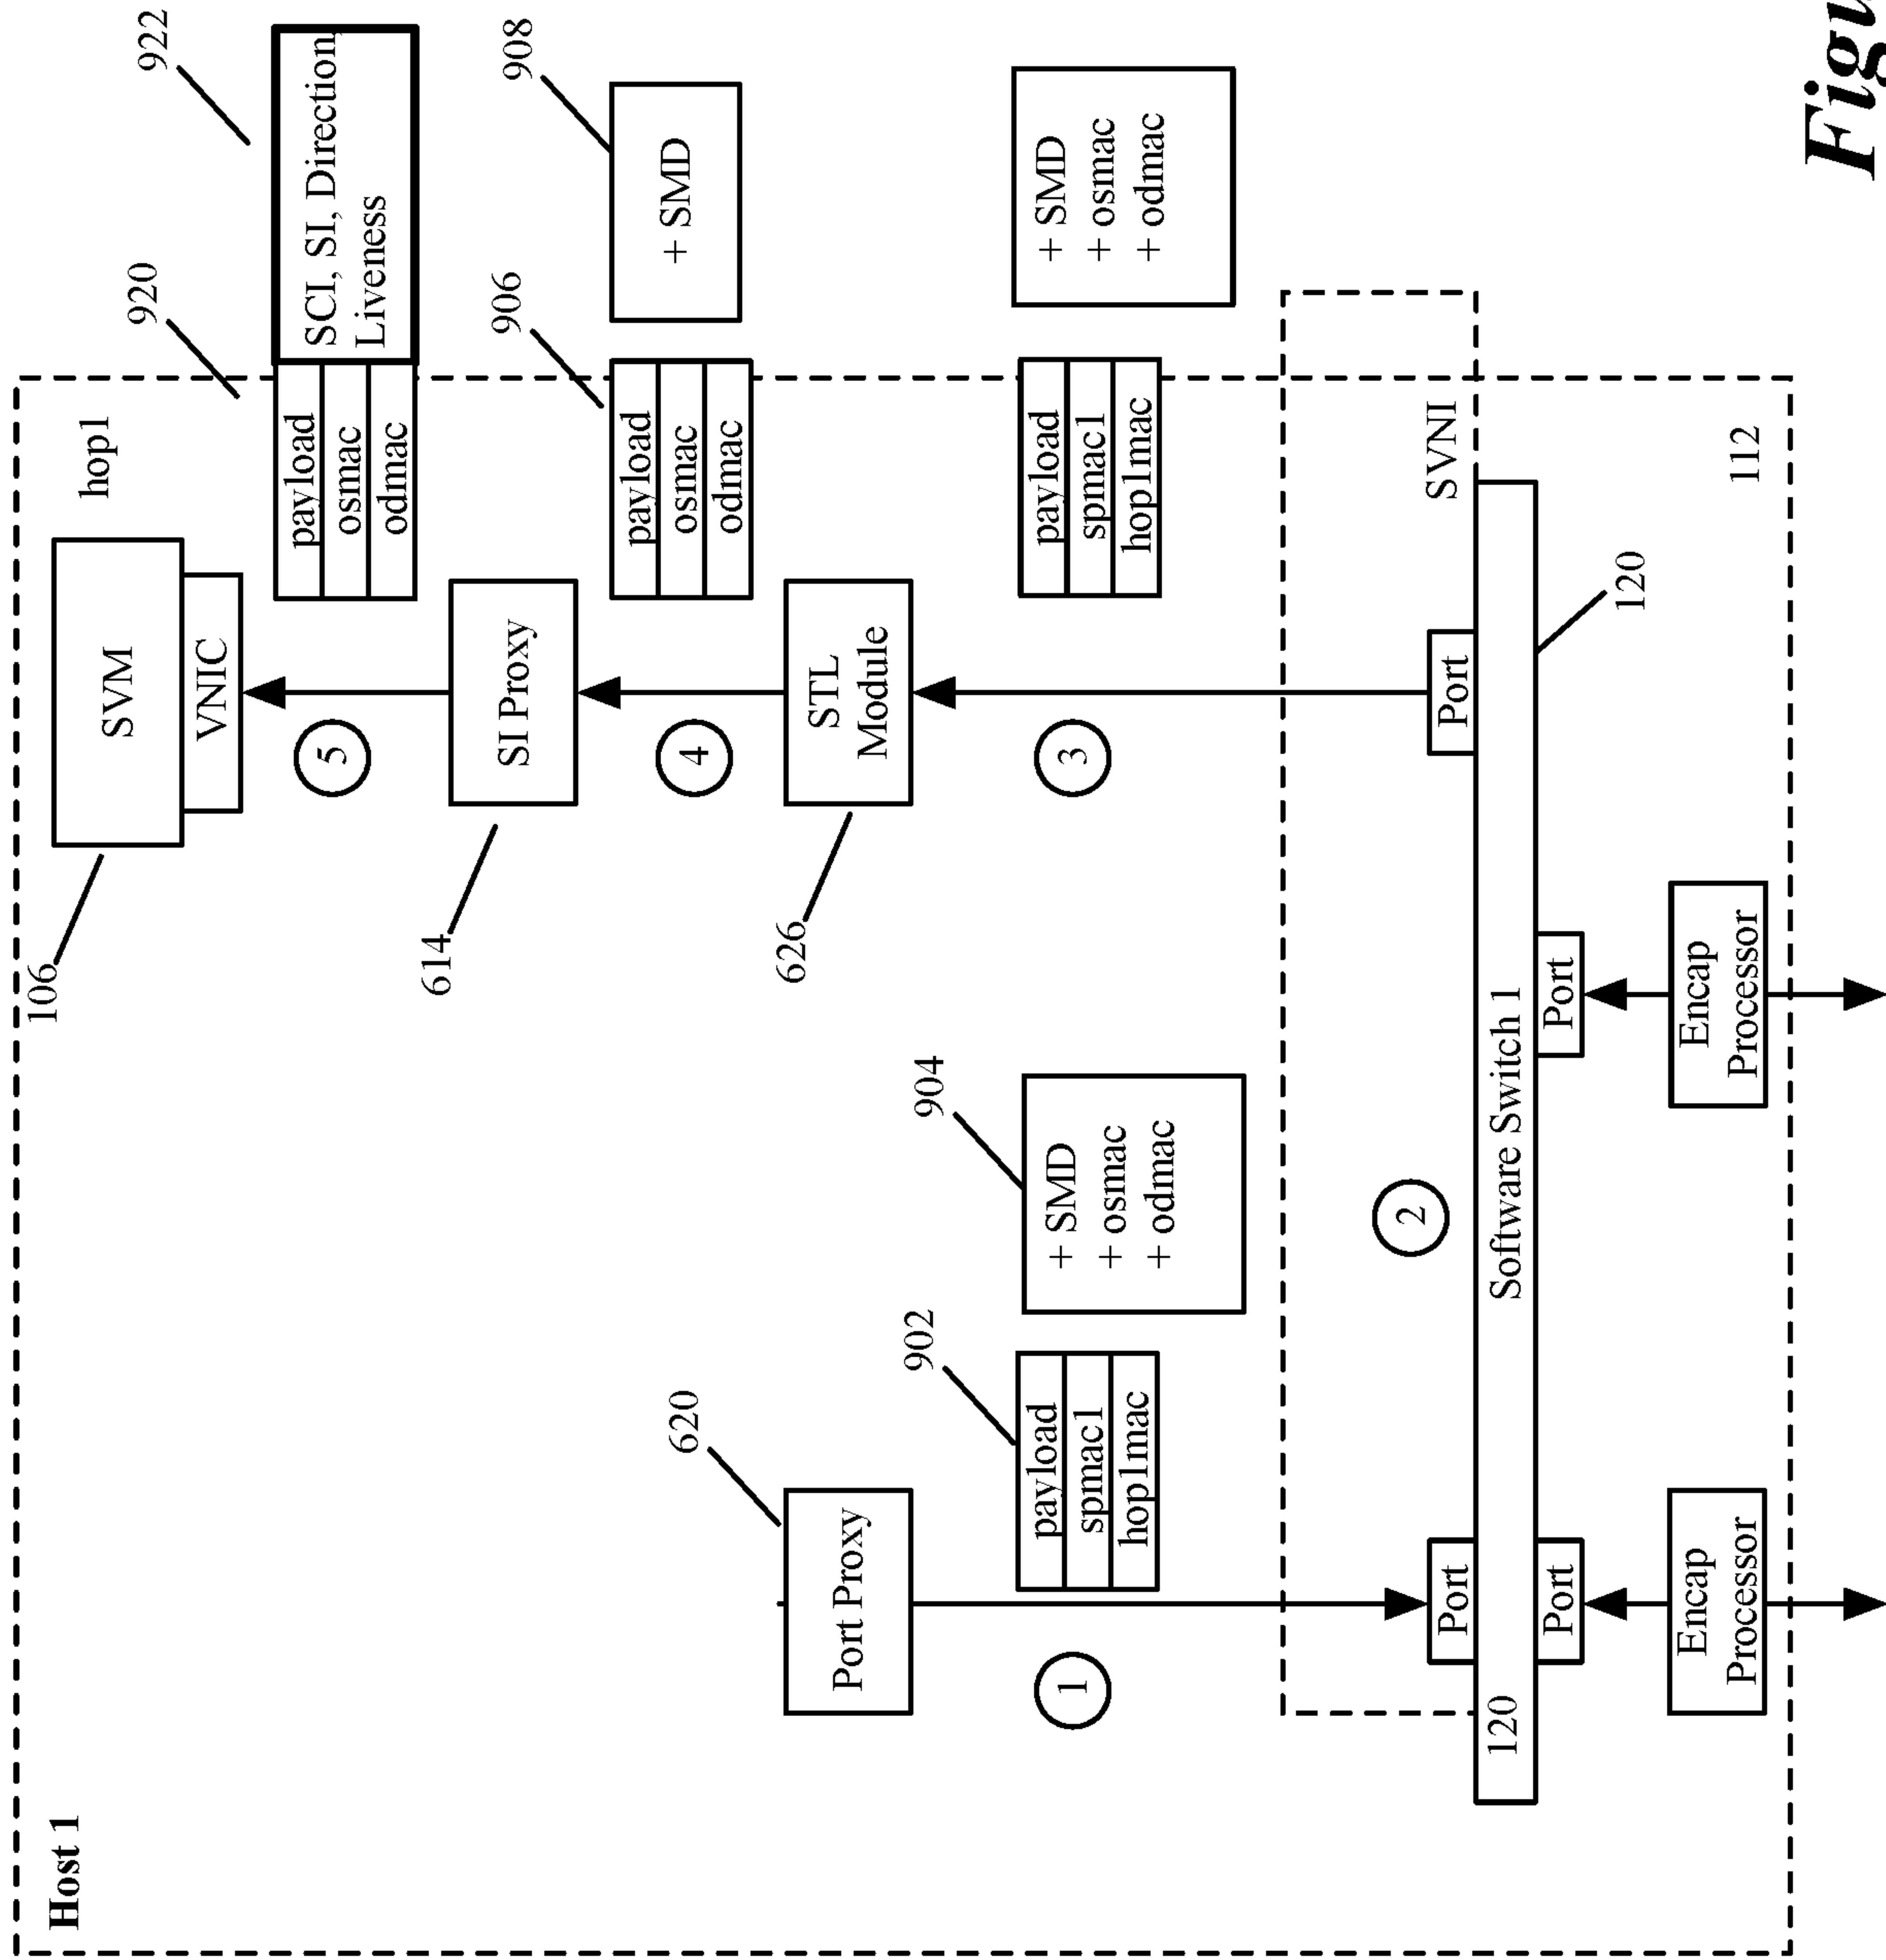 Host 1
106
hop1
922
SVM
920
VNIC
payload
osmac
odmac
SCI, SI, Direction,
Liveness
5
614
SI Proxy
906
908
payload
osmac
odmac
+ SMD
4
620
Port Proxy
626
STL
Module
902
904
payload
spmac1
hop1mac
+ SMD
+ osmac
+ odmac
payload
spmac1
hop1mac
+ SMD
+ osmac
+ odmac
1
3
2
SVNI
Port
Port
120
Software Switch 1
Port
Port
120
Encap
Processor
Encap
Processor
112
Figu